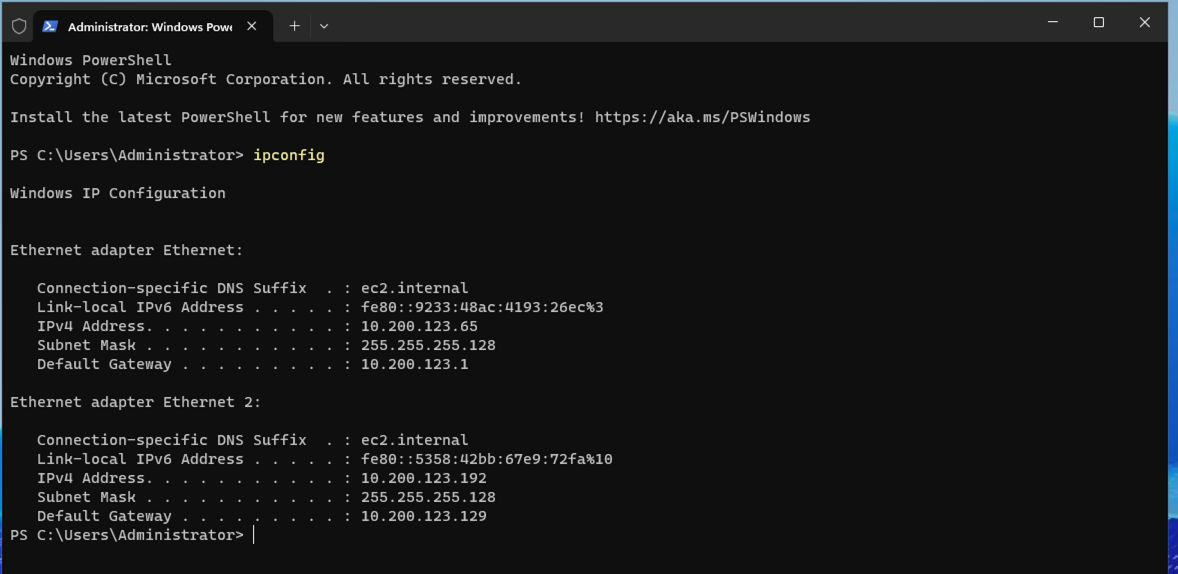 Administrator: Windows Powe
Windows PowerShell
Copyright (C) Microsoft Corporation. All rights reserved.
Install the latest PowerShell for new features and improvements! https://aka.ms/PSWindows
PS C:\Users\Administrator> ipconfig
Windows IP Configuration
Ethernet adapter Ethernet:
   Connection-specific DNS Suffix  . : ec2.internal
   Link-local IPv6 Address . . . . . : fe80::9233:48ac:4193:26ec%3
   IPv4 Address. . . . . . . . . . . : 10.200.123.65
   Subnet Mask . . . . . . . . . . . : 255.255.255.128
   Default Gateway . . . . . . . . . : 10.200.123.1
Ethernet adapter Ethernet 2:
   Connection-specific DNS Suffix  . : ec2.internal
   Link-local IPv6 Address . . . . . : fe80::5358:42bb:67e9:72fa%10
   IPv4 Address. . . . . . . . . . . : 10.200.123.192
   Subnet Mask . . . . . . . . . . . : 255.255.255.128
   Default Gateway . . . . . . . . . : 10.200.123.129
PS C:\Users\Administrator>